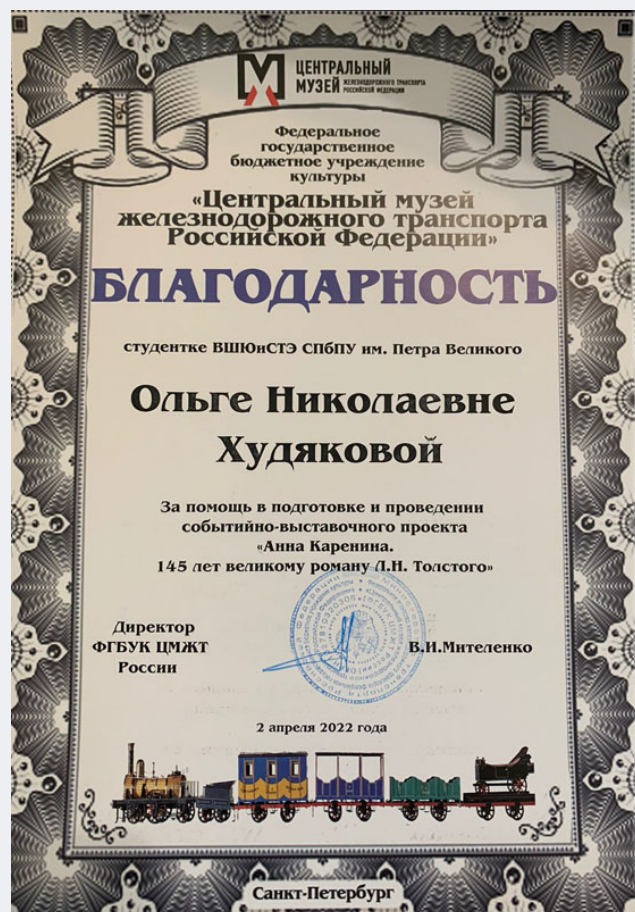 ЦЕНТРАЛЬНЫЙ
МУЗЕЙ ЖЕЛЕЗНОДОРОЖНОГО ТРАНСПОРТА
РОССИЙСКОЙ ФЕДЕРАЦИИ
Федеральное
государственное
бюджетное учреждение
культуры
«Центральный музей
железнодорожного транспорта
Российской Федерации»
БЛАГОДАРНОСТЬ
студентке ВШЮиСТЭ СПбПУ им. Петра Великого
Ольге Николаевне
Худяковой
За помощь в подготовке и проведении
событийно-выставочного проекта
«Анна Каренина.
145 лет великому роману Л.Н. Толстого»
Директор
ФГБУК ЦМЖТ
России
В.И.Мителенко
2 апреля 2022 года
Санкт-Петербург